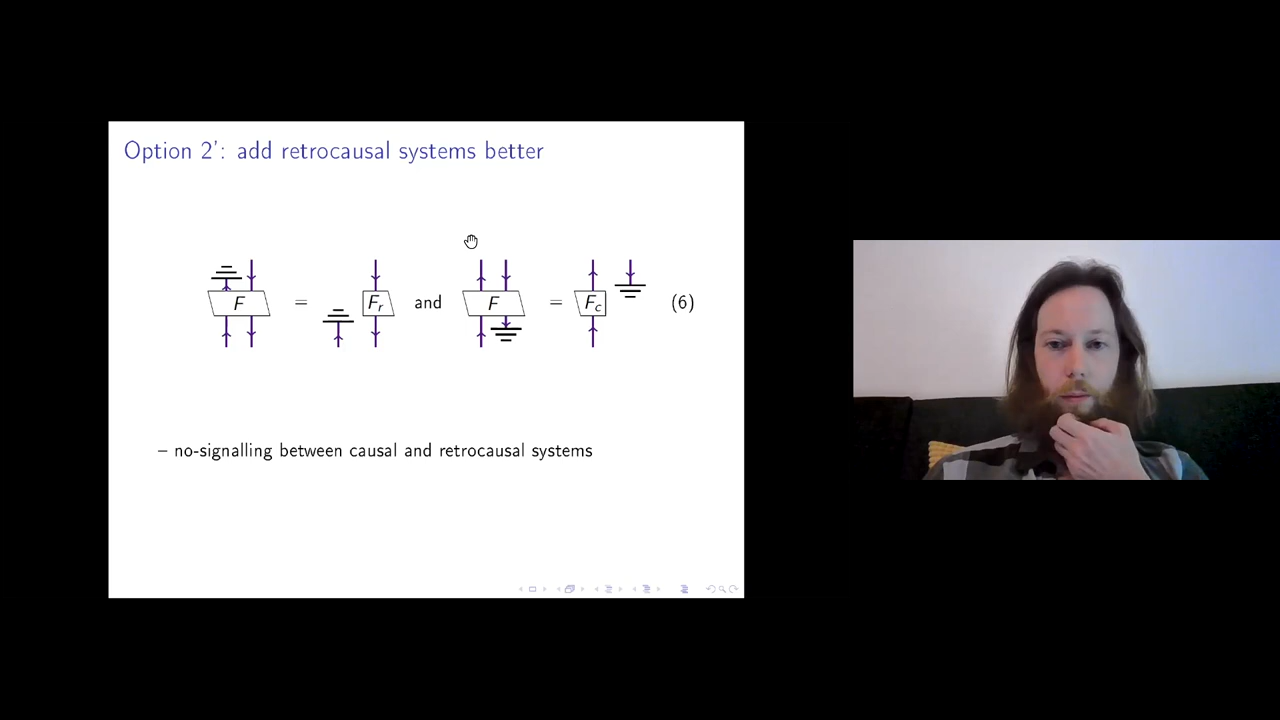 Option 2': add retrocausal systems better
F = F_r and F = F_c (6)
– no-signalling between causal and retrocausal systems